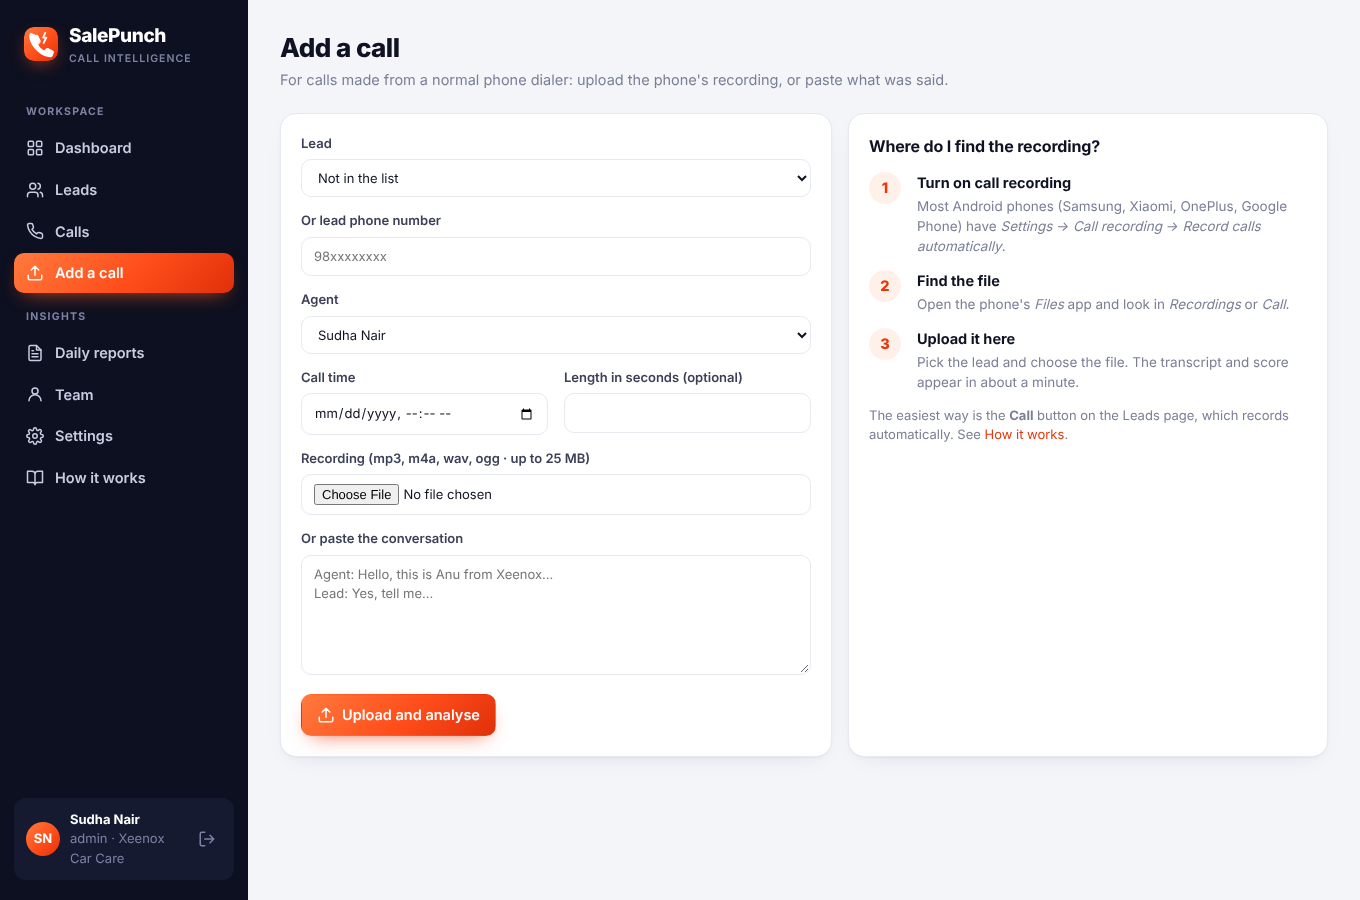 SalePunch
CALL INTELLIGENCE
WORKSPACE
Dashboard
Leads
Calls
Add a call
INSIGHTS
Daily reports
Team
Settings
How it works
SN
Sudha Nair
admin · Xeenox
Car Care
Add a call
For calls made from a normal phone dialer: upload the phone's recording, or paste what was said.
Lead
Not in the list
Or lead phone number
98xxxxxxxx
Agent
Sudha Nair
Call time
mm/dd/yyyy, --:-- --
Length in seconds (optional)
Recording (mp3, m4a, wav, ogg · up to 25 MB)
Choose File No file chosen
Or paste the conversation
Agent: Hello, this is Anu from Xeenox...
Lead: Yes, tell me...
Upload and analyse
Where do I find the recording?
1
Turn on call recording
Most Android phones (Samsung, Xiaomi, OnePlus, Google
Phone) have Settings → Call recording → Record calls
automatically.
2
Find the file
Open the phone's Files app and look in Recordings or Call.
3
Upload it here
Pick the lead and choose the file. The transcript and score
appear in about a minute.
The easiest way is the Call button on the Leads page, which records
automatically. See How it works.